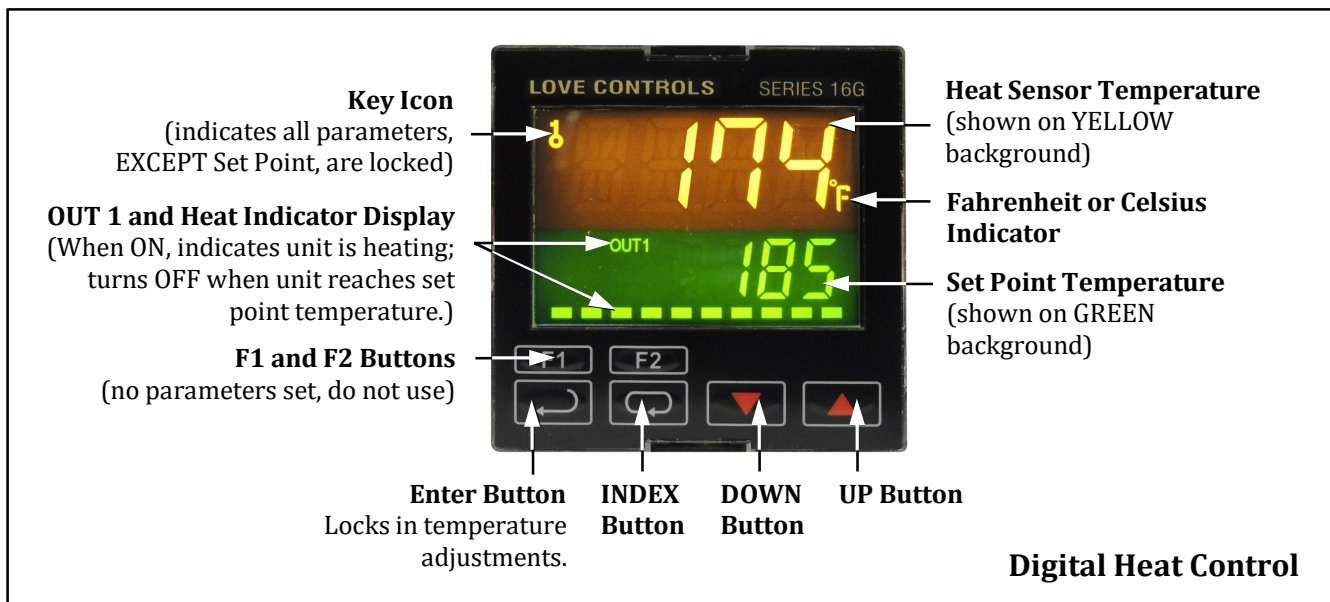 LOVE CONTROLS SERIES 16G
174
°F
OUT1
185
F1 F2
Key Icon
(indicates all parameters,
EXCEPT Set Point, are locked)
OUT 1 and Heat Indicator Display
(When ON, indicates unit is heating;
turns OFF when unit reaches set
point temperature.)
F1 and F2 Buttons
(no parameters set, do not use)
Heat Sensor Temperature
(shown on YELLOW
background)
Fahrenheit or Celsius
Indicator
Set Point Temperature
(shown on GREEN
background)
Enter Button
Locks in temperature
adjustments.
INDEX
Button
DOWN
Button
UP Button
Digital Heat Control